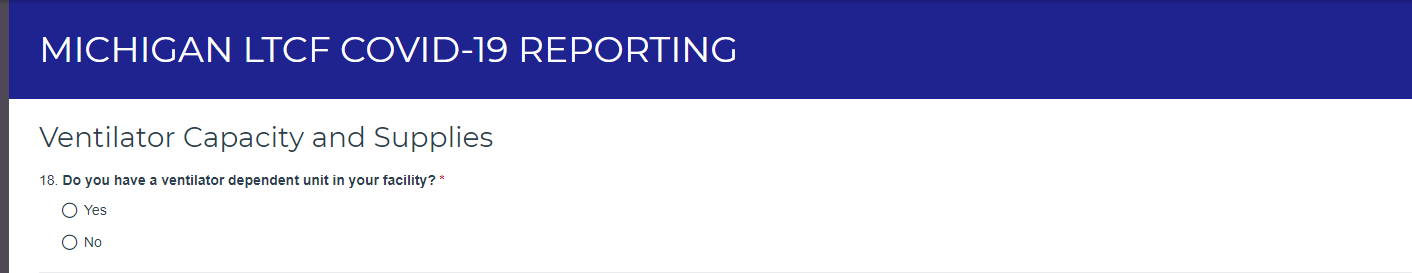 MICHIGAN LTCF COVID-19 REPORTING
Ventilator Capacity and Supplies
18. Do you have a ventilator dependent unit in your facility? *
Yes
No